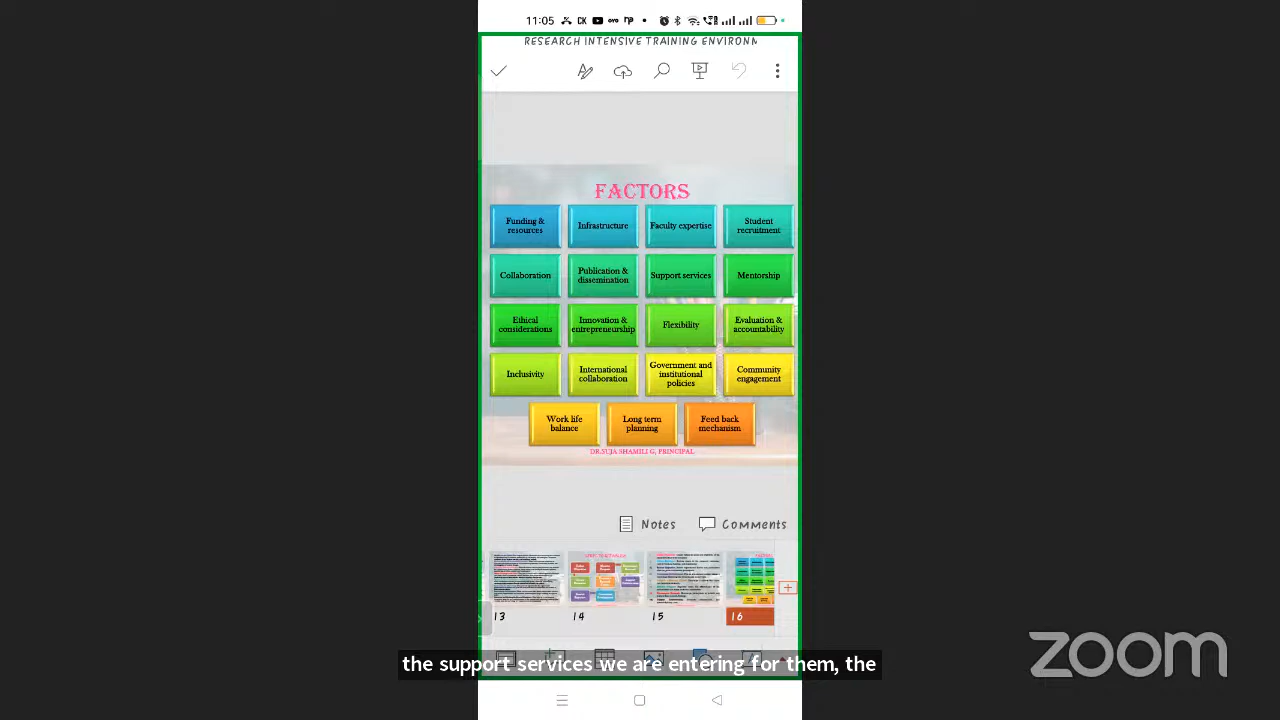 11:05
RESEARCH INTENSIVE TRAINING ENVIRONM
FACTORS
Funding &
resources
Infrastructure
Faculty expertise
Student
recruitment
Collaboration
Publication &
dissemination
Support services
Mentorship
Ethical
considerations
Innovation &
entrepreneurship
Flexibility
Evaluation &
accountability
Inclusivity
International
collaboration
Government and
institutional
policies
Community
engagement
Work life
balance
Long term
planning
Feed back
mechanism
DR.SUJA SHAMILI G, PRINCIPAL
Notes
Comments
13
14
15
16
the support services we are entering for them, the
zoom